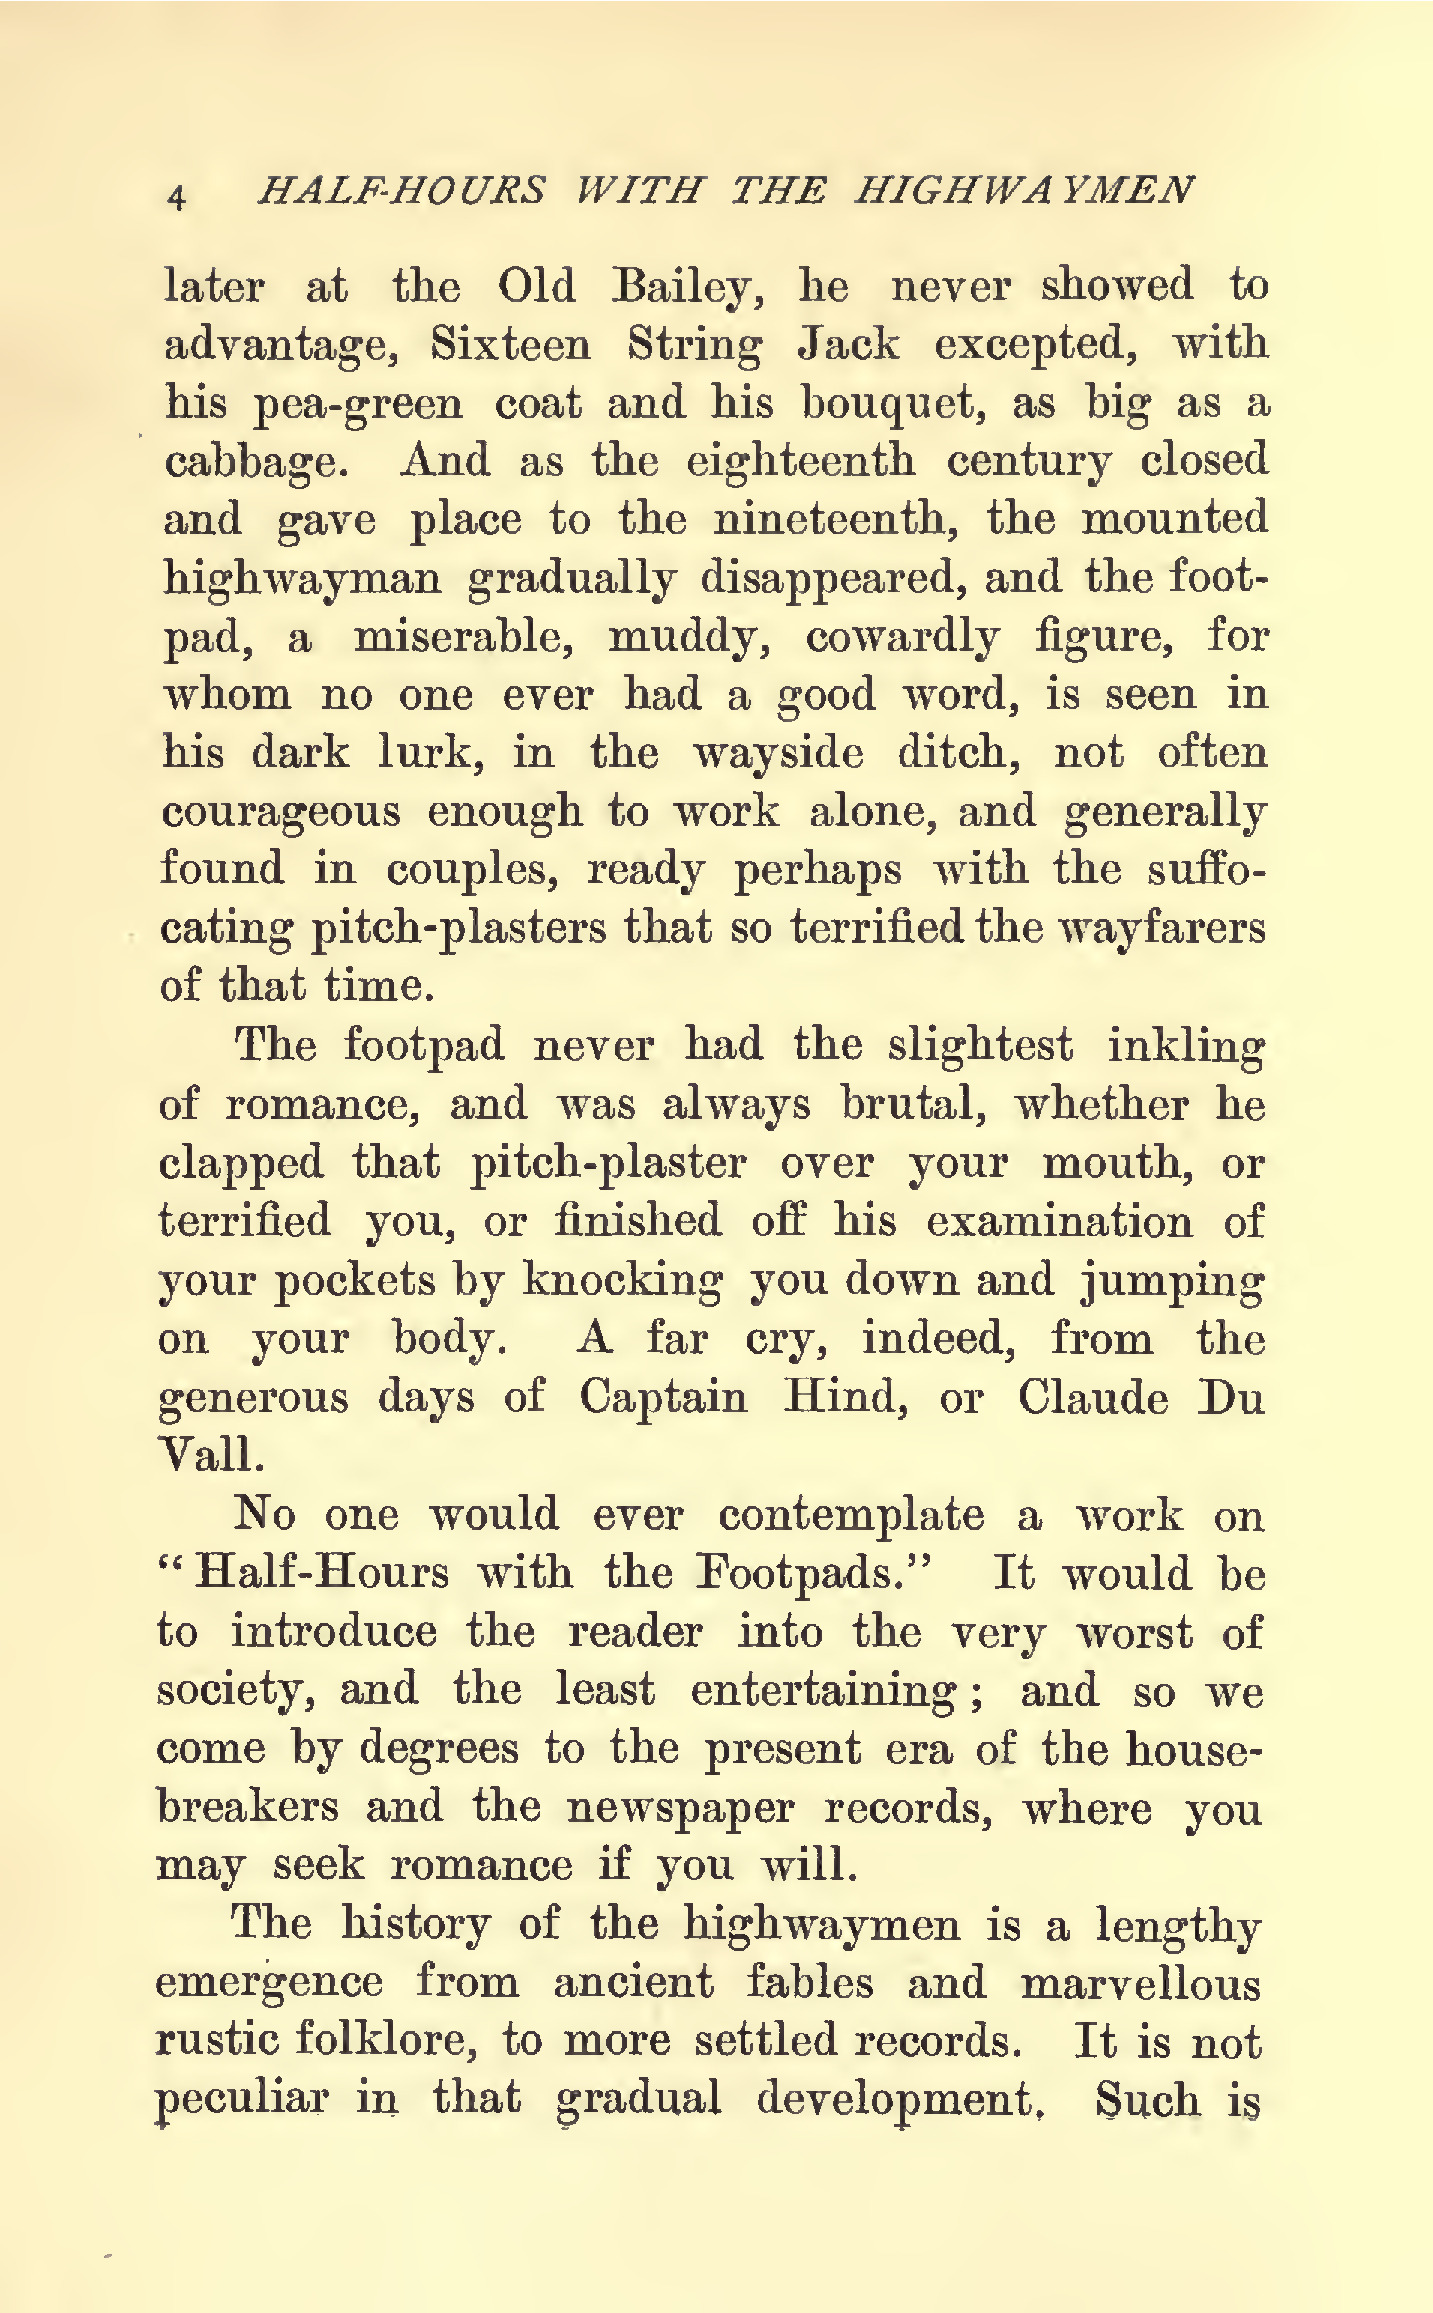 4 HALF-HOURS WITH THE HIGHWAYMEN
later at the Old Bailey, he never showed to
advantage, Sixteen String Jack excepted, with
his pea-green coat and his bouquet, as big as a
cabbage. And as the eighteenth century closed
and gave place to the nineteenth, the mounted
highwayman gradually disappeared, and the foot-
pad, a miserable, muddy, cowardly figure, for
whom no one ever had a good word, is seen in
his dark lurk, in the wayside ditch, not often
courageous enough to work alone, and generally
found in couples, ready perhaps with the suffo-
cating pitch-plasters that so terrified the wayfarers
of that time.
The footpad never had the slightest inkling
of romance, and was always brutal, whether he
clapped that pitch-plaster over your mouth, or
terrified you, or finished off his examination of
your pockets by knocking you down and jumping
on your body. A far cry, indeed, from the
generous days of Captain Hind, or Claude Du
Vall.
No one would ever contemplate a work on
“Half-Hours with the Footpads.” It would be
to introduce the reader into the very worst of
society, and the least entertaining; and so we
come by degrees to the present era of the house-
breakers and the newspaper records, where you
may seek romance if you will.
The history of the highwaymen is a lengthy
emergence from ancient fables and marvellous
rustic folklore, to more settled records. It is not
peculiar in that gradual development. Such is